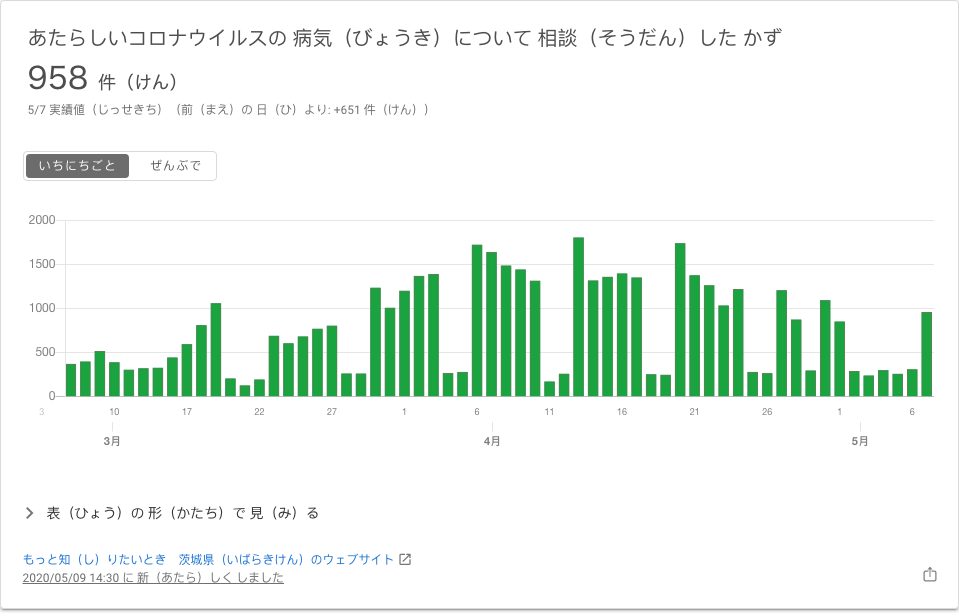 あたらしいコロナウイルスの 病気（びょうき）について 相談（そうだん）した かず
958 件（けん）
5/7 実績値（じっせきち）（前（まえ）の 日（ひ）より: +651 件（けん））
いちにちごと ぜんぶで
2000
1500
1000
500
0
3 10 17 22 27 1 6 11 16 21 26 1 6
3月 4月 5月
表（ひょう）の 形（かたち）で 見（み）る
もっと知（し）りたいとき　茨城県（いばらきけん）のウェブサイト
2020/05/09 14:30 に 新（あたら）しく しました